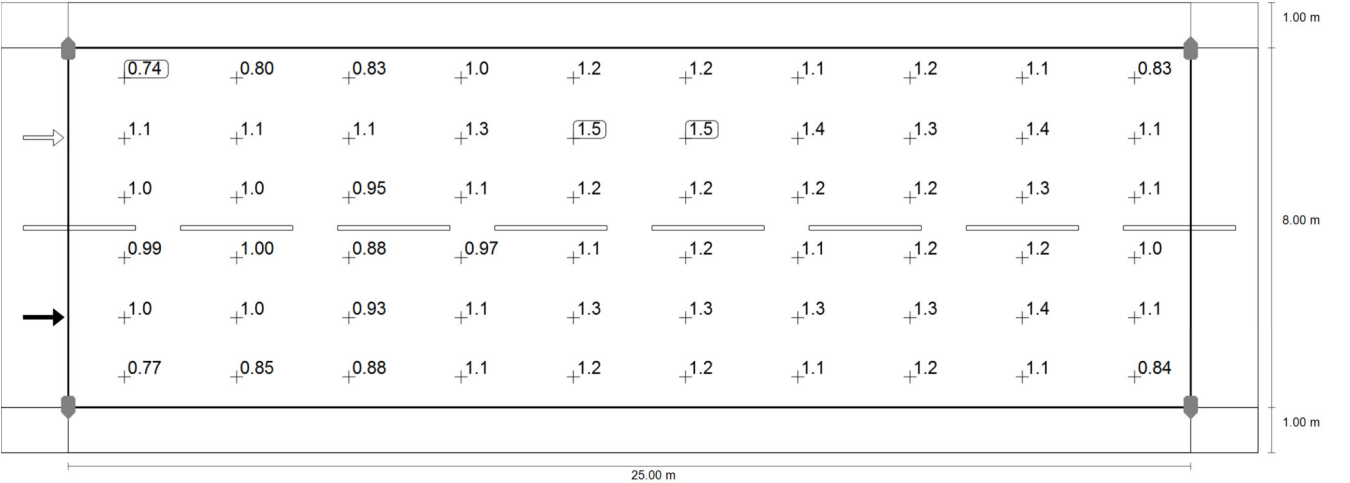 1.00 m
0.74 0.80 0.83 1.0 1.2 1.2 1.1 1.2 1.1 0.83
1.1 1.1 1.1 1.3 1.5 1.5 1.4 1.3 1.4 1.1
1.0 1.0 0.95 1.1 1.2 1.2 1.2 1.2 1.3 1.1
8.00 m
0.99 1.00 0.88 0.97 1.1 1.2 1.1 1.2 1.2 1.0
1.0 1.0 0.93 1.1 1.3 1.3 1.3 1.3 1.4 1.1
0.77 0.85 0.88 1.1 1.2 1.2 1.1 1.2 1.1 0.84
1.00 m
25.00 m